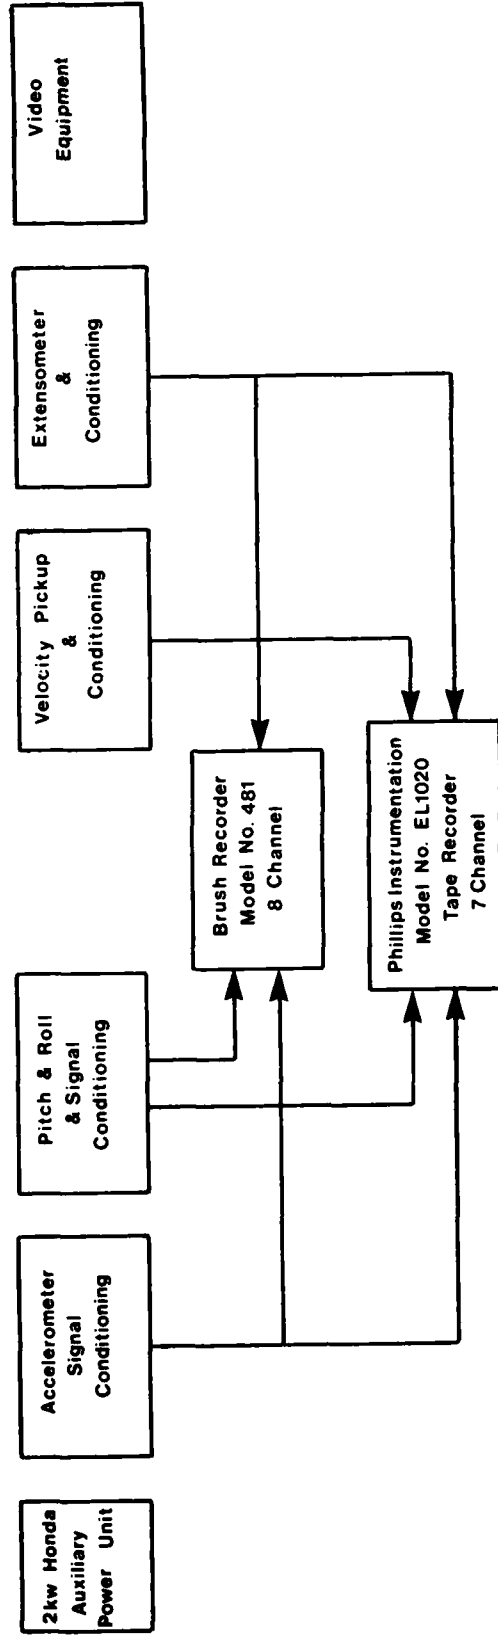 2kw Honda
Auxiliary
Power Unit
Accelerometer
Signal
Conditioning
Pitch & Roll
& Signal
Conditioning
Velocity Pickup
&
Conditioning
Extensometer
&
Conditioning
Video
Equipment
Brush Recorder
Model No. 481
8 Channel
Phillips Instrumentation
Model No. EL1020
Tape Recorder
7 Channel